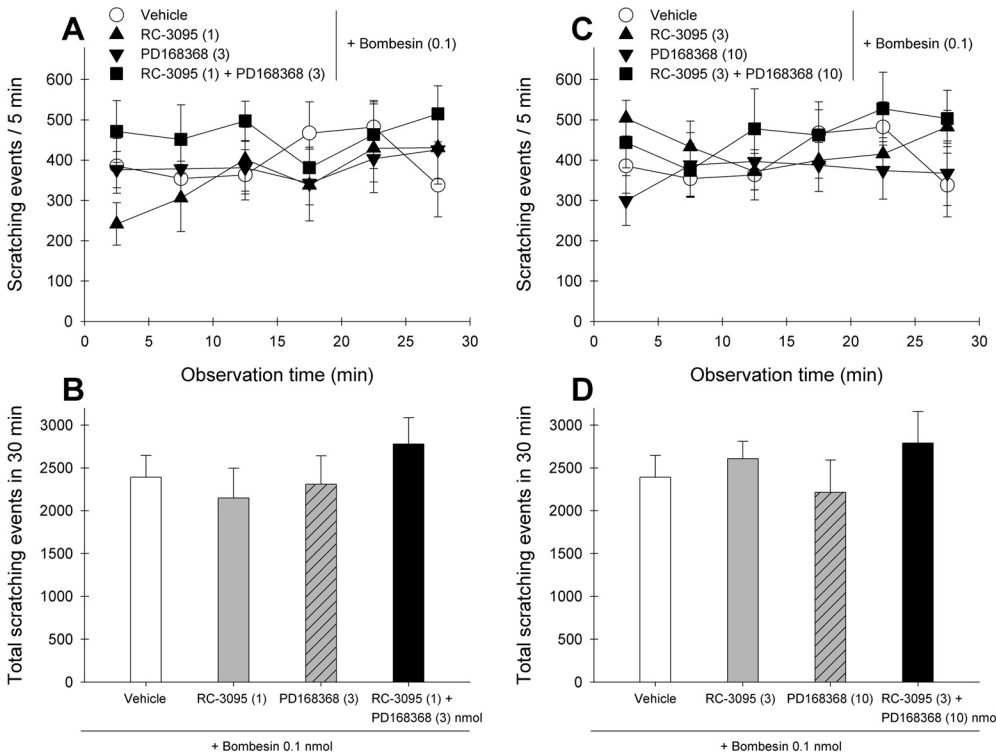 A
Vehicle
RC-3095 (1)
PD168368 (3)
RC-3095 (1) + PD168368 (3)
+ Bombesin (0.1)
Scratching events / 5 min
600
500
400
300
200
100
0
0 5 10 15 20 25 30
Observation time (min)
C
Vehicle
RC-3095 (3)
PD168368 (10)
RC-3095 (3) + PD168368 (10)
+ Bombesin (0.1)
Scratching events / 5 min
600
500
400
300
200
100
0
0 5 10 15 20 25 30
Observation time (min)
B
Total scratching events in 30 min
3000
2500
2000
1500
1000
500
0
Vehicle RC-3095 (1) PD168368 (3) RC-3095 (1) +
PD168368 (3) nmol
+ Bombesin 0.1 nmol
D
Total scratching events in 30 min
3000
2500
2000
1500
1000
500
0
Vehicle RC-3095 (3) PD168368 (10) RC-3095 (3) +
PD168368 (10) nmo
+ Bombesin 0.1 nmol